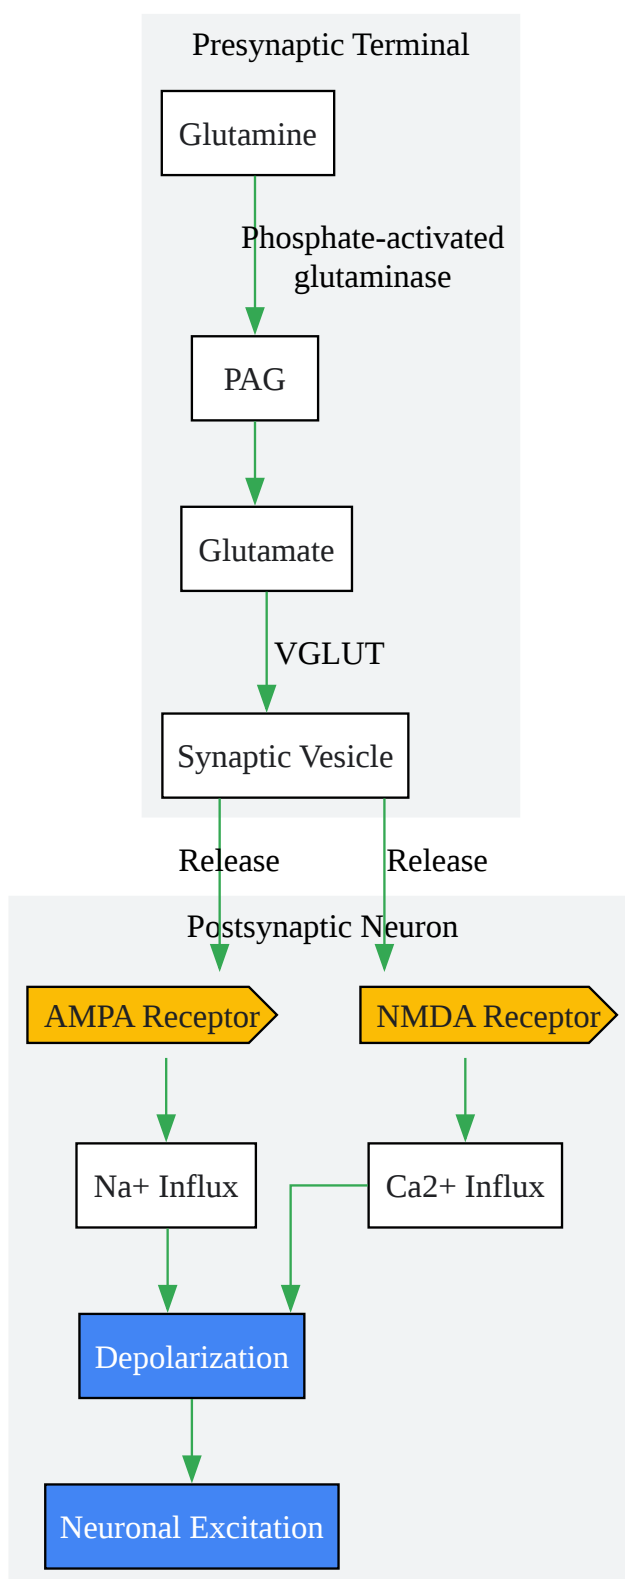 Presynaptic Terminal
Glutamine
Phosphate-activated
glutaminase
PAG
Glutamate
VGLUT
Synaptic Vesicle
Release
Release
Postsynaptic Neuron
AMPA Receptor
NMDA Receptor
Na+ Influx
Ca2+ Influx
Depolarization
Neuronal Excitation